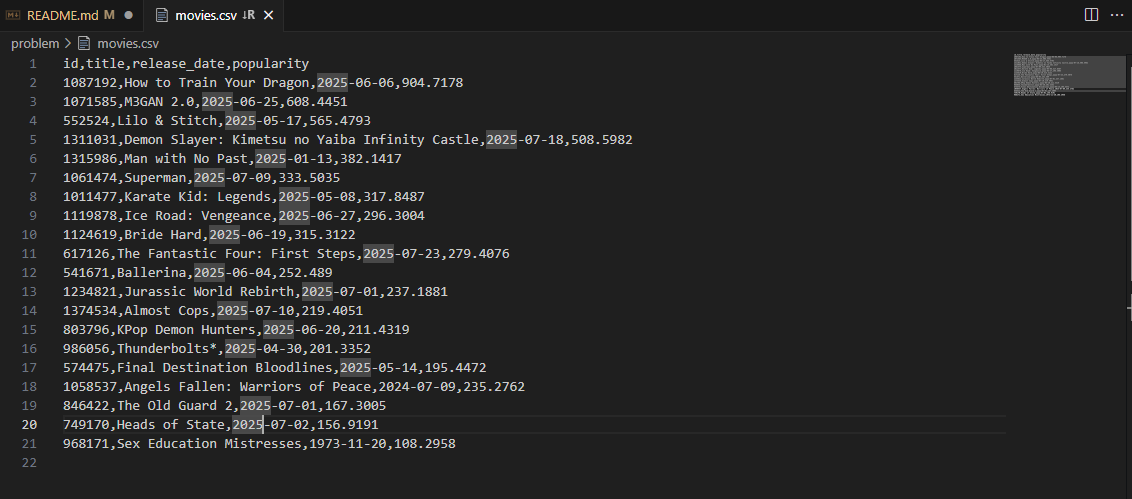 README.md M
movies.csv
problem > movies.csv
1 id,title,release_date,popularity
2 1087192,How to Train Your Dragon,2025-06-06,904.7178
3 1071585,M3GAN 2.0,2025-06-25,608.4451
4 552524,Lilo & Stitch,2025-05-17,565.4793
5 1311031,Demon Slayer: Kimetsu no Yaiba Infinity Castle,2025-07-18,508.5982
6 1315986,Man with No Past,2025-01-13,382.1417
7 1061474,Superman,2025-07-09,333.5035
8 1011477,Karate Kid: Legends,2025-05-08,317.8487
9 1119878,Ice Road: Vengeance,2025-06-27,296.3004
10 1124619,Bride Hard,2025-06-19,315.3122
11 617126,The Fantastic Four: First Steps,2025-07-23,279.4076
12 541671,Ballerina,2025-06-04,252.489
13 1234821,Jurassic World Rebirth,2025-07-01,237.1881
14 1374534,Almost Cops,2025-07-10,219.4051
15 803796,KPop Demon Hunters,2025-06-20,211.4319
16 986056,Thunderbolts*,2025-04-30,201.3352
17 574475,Final Destination Bloodlines,2025-05-14,195.4472
18 1058537,Angels Fallen: Warriors of Peace,2024-07-09,235.2762
19 846422,The Old Guard 2,2025-07-01,167.3005
20 749170,Heads of State,2025-07-02,156.9191
21 968171,Sex Education Mistresses,1973-11-20,108.2958
22